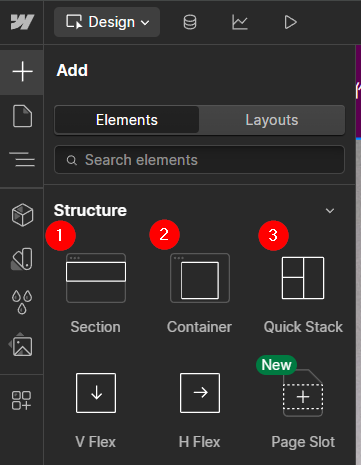 Design
Add
Elements Layouts
Search elements
Structure
1 2 3
Section Container Quick Stack
New
V Flex H Flex Page Slot